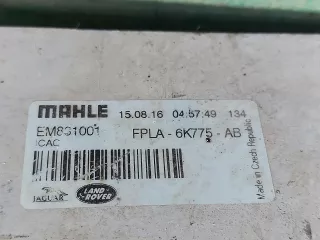 MAHLE 15.08.16 04:57:49 134
EM831001 FPLA - 6K775 - AB
ICAC
JAGUAR LAND ROVER
Made in Czech Republic